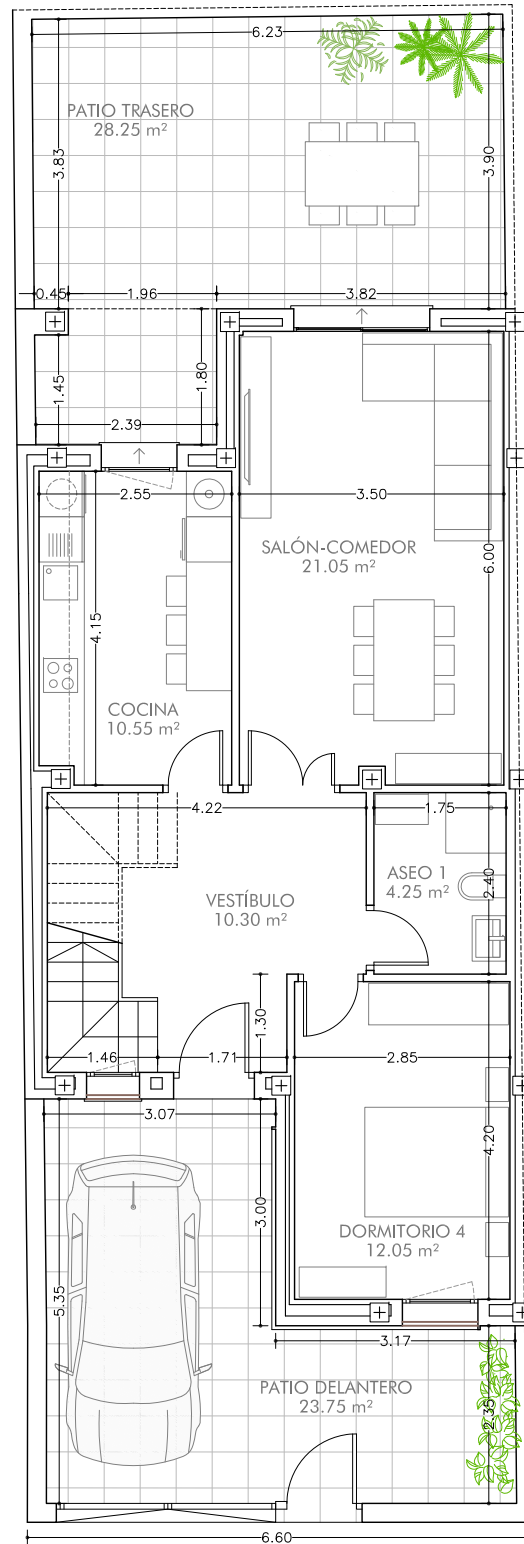 6.23
PATIO TRASERO
28.25 m²
3.83
3.90
0.45
1.96
3.82
1.45
1.80
2.39
2.55
3.50
SALÓN-COMEDOR
21.05 m²
6.00
4.15
COCINA
10.55 m²
4.22
1.75
ASEO 1
4.25 m²
2.40
VESTÍBULO
10.30 m²
1.30
1.46
1.71
2.85
3.07
4.20
3.00
DORMITORIO 4
12.05 m²
5.35
3.17
PATIO DELANTERO
23.75 m²
2.35
6.60